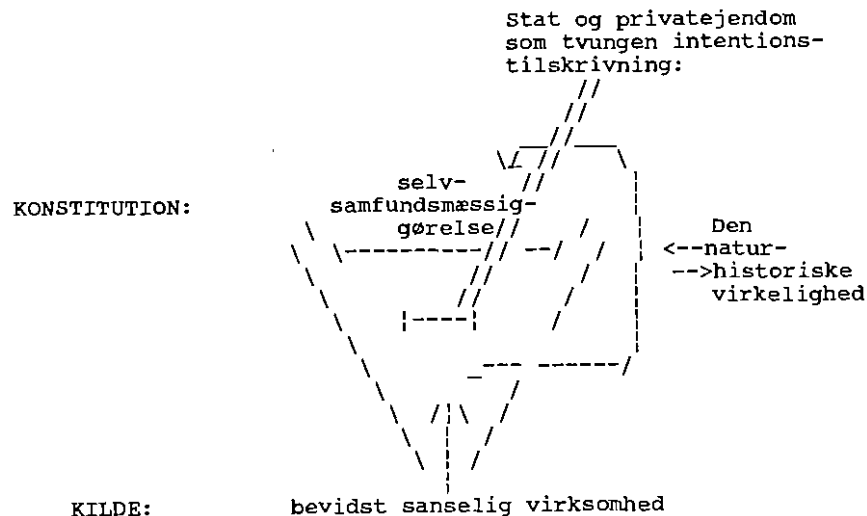 Stat og privatejendom
som tvungen intentions-
tilskrivning:
selv-
KONSTITUTION: samfundsmæssig-
gørelse
Den
natur-
historiske
virkelighed
KILDE: bevidst sanselig virksomhed